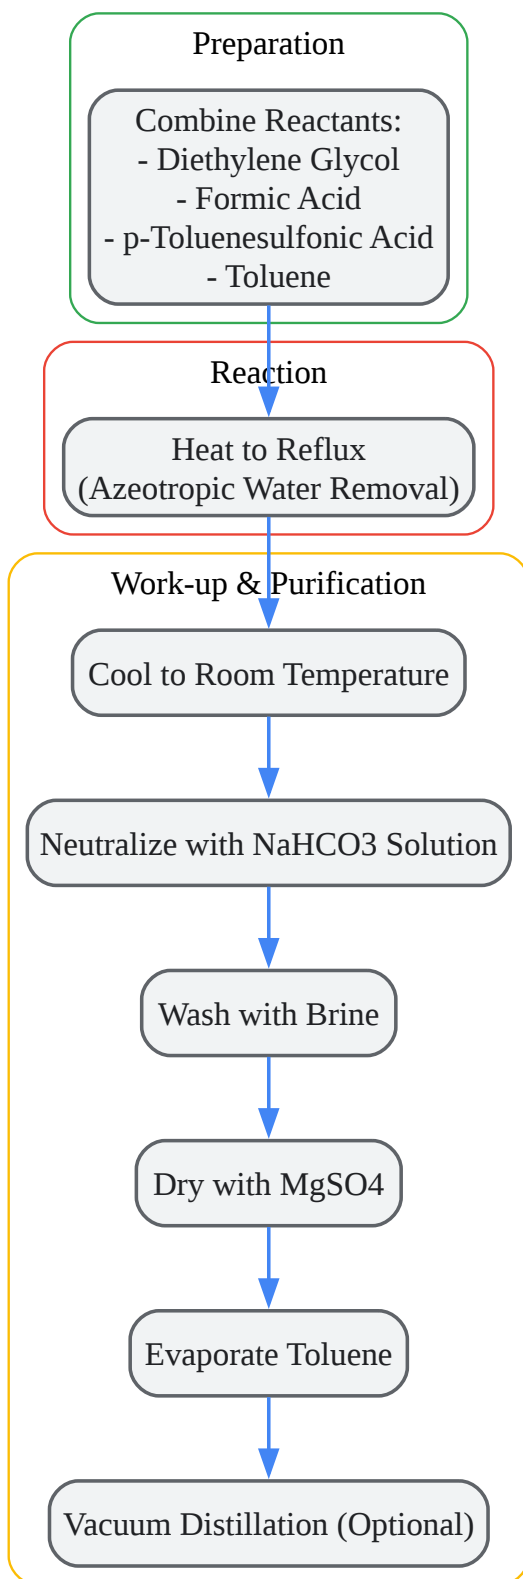 Preparation
Combine Reactants:
- Diethylene Glycol
- Formic Acid
- p-Toluenesulfonic Acid
- Toluene
Reaction
Heat to Reflux
(Azeotropic Water Removal)
Work-up & Purification
Cool to Room Temperature
Neutralize with NaHCO3 Solution
Wash with Brine
Dry with MgSO4
Evaporate Toluene
Vacuum Distillation (Optional)